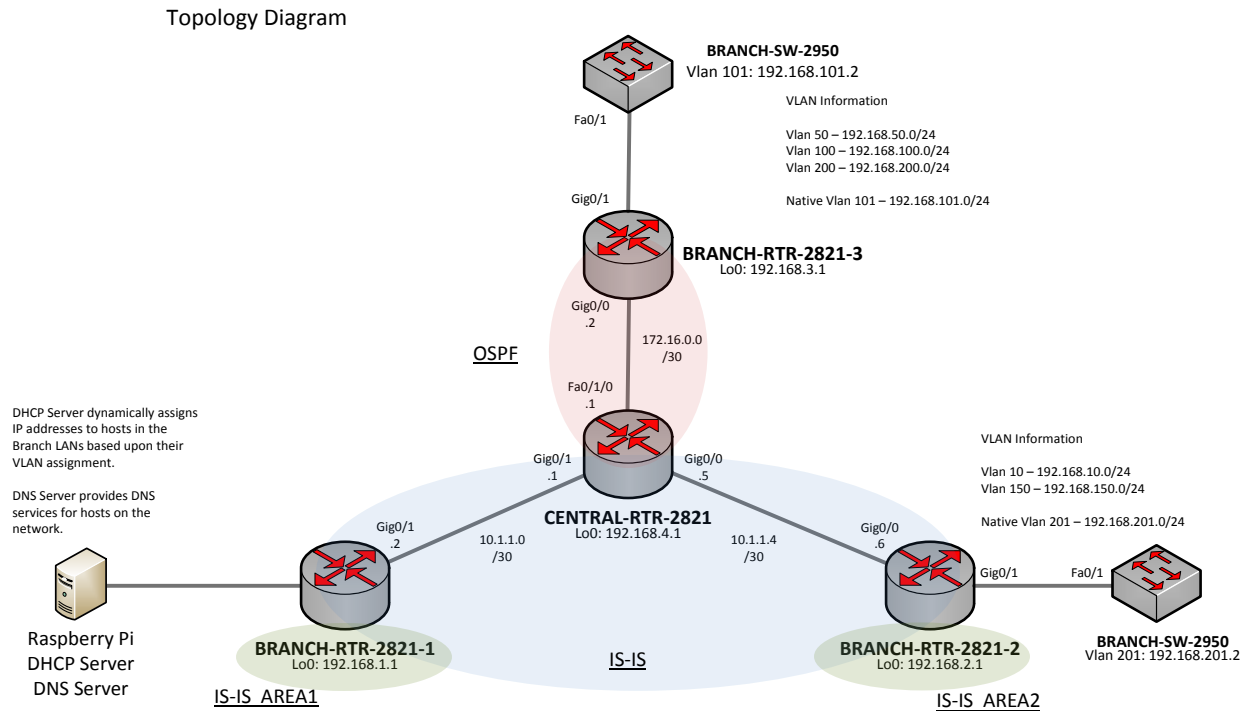 Topology Diagram
BRANCH-SW-2950
Vlan 101: 192.168.101.2
VLAN Information
Vlan 50 – 192.168.50.0/24
Vlan 100 – 192.168.100.0/24
Vlan 200 – 192.168.200.0/24
Native Vlan 101 – 192.168.101.0/24
Fa0/1
Gig0/1
BRANCH-RTR-2821-3
Lo0: 192.168.3.1
Gig0/0
.2
172.16.0.0
/30
OSPF
Fa0/1/0
.1
DHCP Server dynamically assigns
IP addresses to hosts in the
Branch LANs based upon their
VLAN assignment.
DNS Server provides DNS
services for hosts on the
network.
Gig0/1
.1
Gig0/0
.5
CENTRAL-RTR-2821
Lo0: 192.168.4.1
VLAN Information
Vlan 10 – 192.168.10.0/24
Vlan 150 – 192.168.150.0/24
Native Vlan 201 – 192.168.201.0/24
Gig0/1
.2
10.1.1.0
/30
10.1.1.4
/30
Gig0/0
.6
Gig0/1
Fa0/1
Raspberry Pi
DHCP Server
DNS Server
BRANCH-RTR-2821-1
Lo0: 192.168.1.1
IS-IS
BRANCH-RTR-2821-2
Lo0: 192.168.2.1
BRANCH-SW-2950
Vlan 201: 192.168.201.2
IS-IS AREA1
IS-IS AREA2